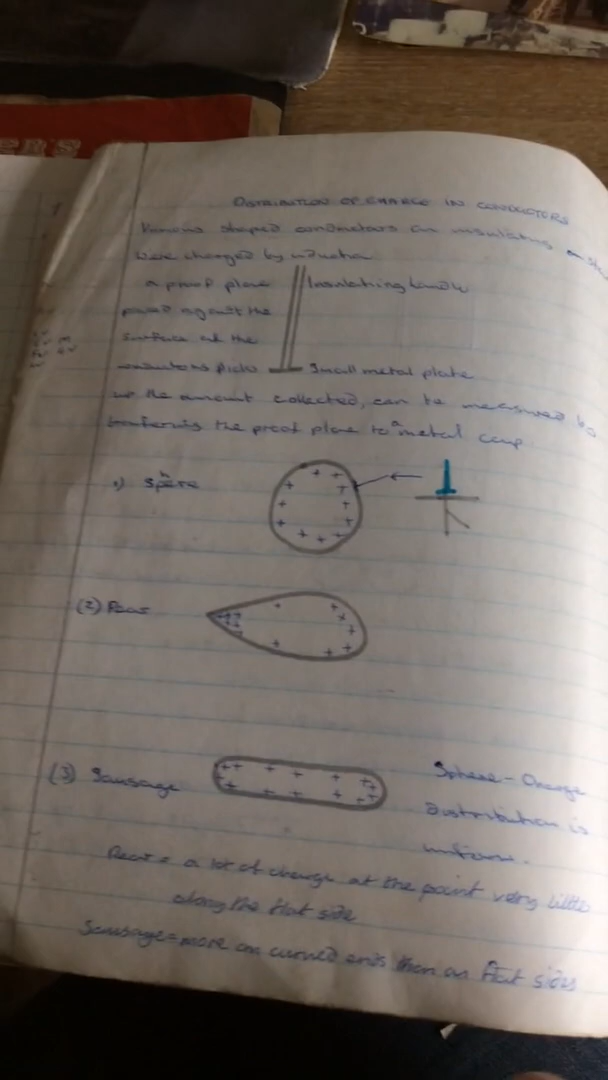 ER'S
DISTRIBUTION OF CHARGE IN CONDUCTORS
Various shaped conductors on insulating
were charged by induction
a proof plane
Insulating handle
passed against the
surface of the
conductors picks
Small metal plate
up the amount collected, can be measured by
transferring the proof plane to a metal cap
1) Sphere
(2) Pear
(3) Sausage
Sphere - Charge
distribution is
uniform.
Pear = a lot of charge at the point very little
along the flat side
Sausage = more on curved ends than on flat sides